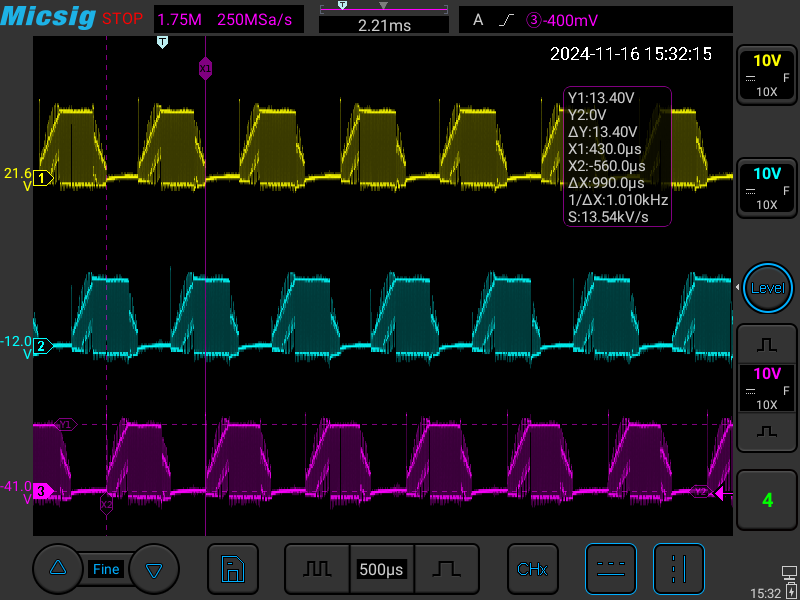 Micsig STOP 1.75M 250MSa/s T 2.21ms A ③-400mV
T 2024-11-16 15:32:15
X1
10V
F
10X
Y1:13.40V
Y2:0V
ΔY:13.40V
X1:430.0μs
X2:-560.0μs
ΔX:990.0μs
1/ΔX:1.010kHz
S:13.54kV/s
21.6
V
1
10V
F
10X
Level
-12.0
V
2
10V
F
10X
Y1
-41.0
V
3
Y2
X2
4
Fine 500μs CHx
15:32